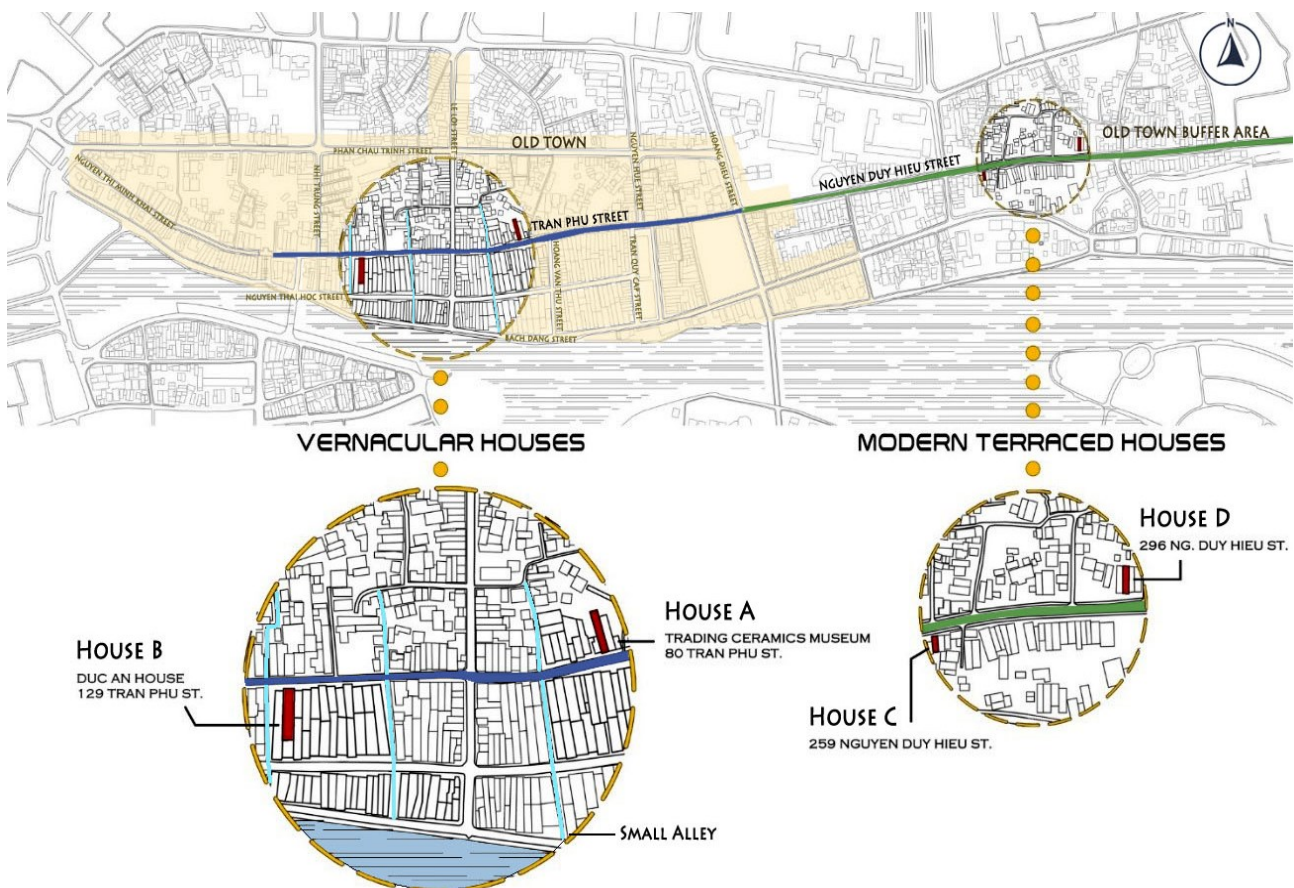 N
LE LOI STREET
OLD TOWN
PHAN CHAU TRINH STREET
NGUYEN HUE STREET
HOANG DIEU STREET
OLD TOWN BUFFER AREA
NGUYEN DUY HIEU STREET
NGUYEN THI MINH KHAI STREET
NHI TRUNG STREET
TRAN PHU STREET
HOANG VAN THU STREET
TRAN QUY CAP STREET
NGUYEN THAI HOC STREET
BACH DANG STREET
VERNACULAR HOUSES
MODERN TERRACED HOUSES
HOUSE D
296 NG. DUY HIEU ST.
HOUSE A
TRADING CERAMICS MUSEUM
80 TRAN PHU ST.
HOUSE B
DUC AN HOUSE
129 TRAN PHU ST.
HOUSE C
259 NGUYEN DUY HIEU ST.
SMALL ALLEY